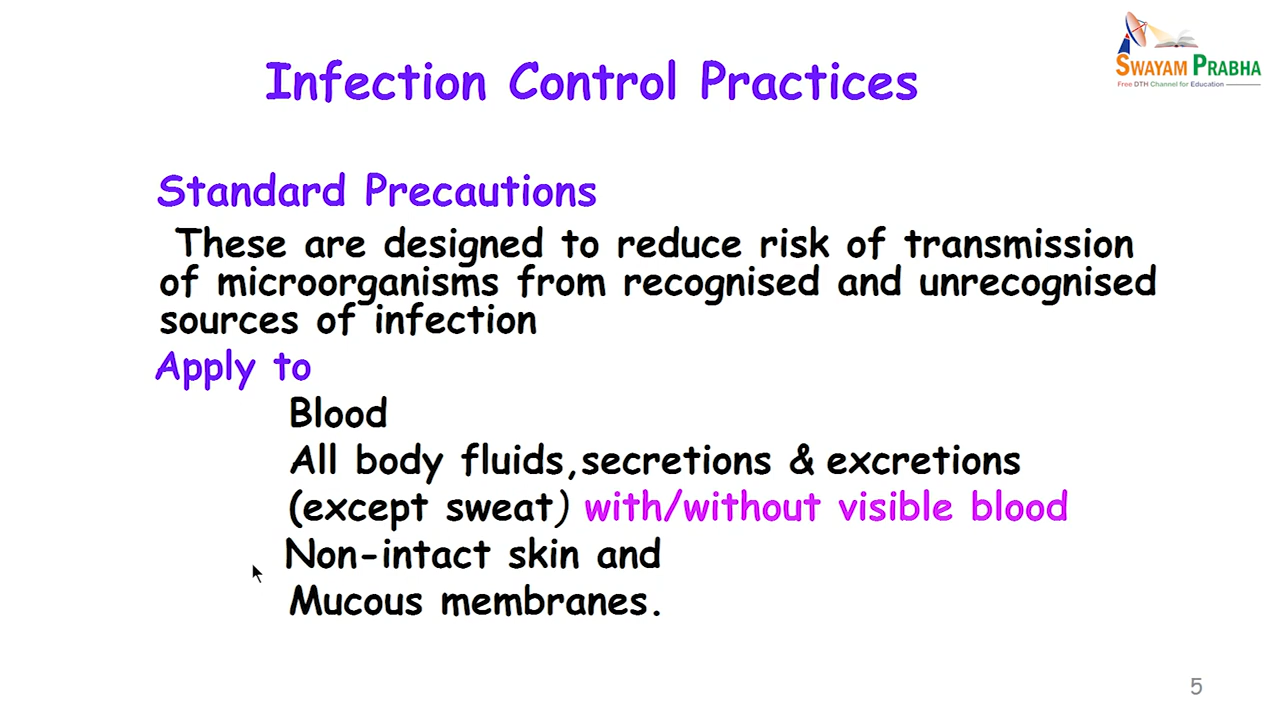 Infection Control Practices
SWAYAM PRABHA
Free DTH Channel for Education
Standard Precautions
These are designed to reduce risk of transmission
of microorganisms from recognised and unrecognised
sources of infection
Apply to
Blood
All body fluids,secretions & excretions
(except sweat) with/without visible blood
Non-intact skin and
Mucous membranes.
5